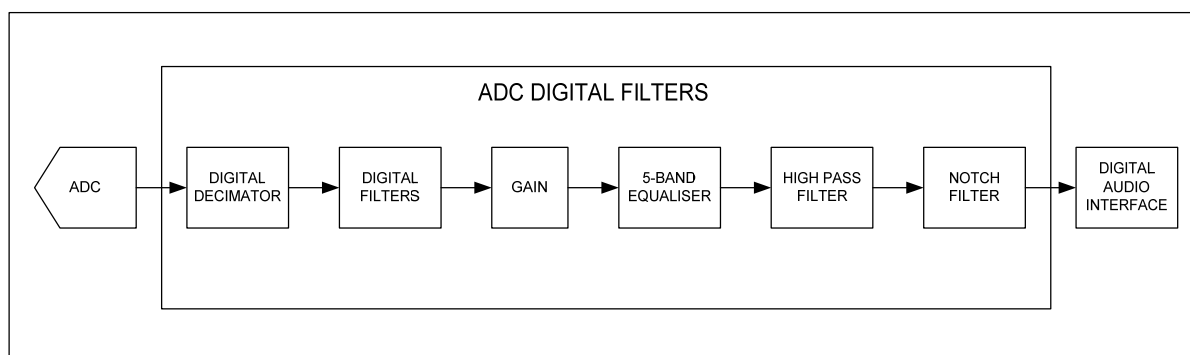 ADC DIGITAL FILTERS
ADC
DIGITAL
DECIMATOR
DIGITAL
FILTERS
GAIN
5-BAND
EQUALISER
HIGH PASS
FILTER
NOTCH
FILTER
DIGITAL
AUDIO
INTERFACE